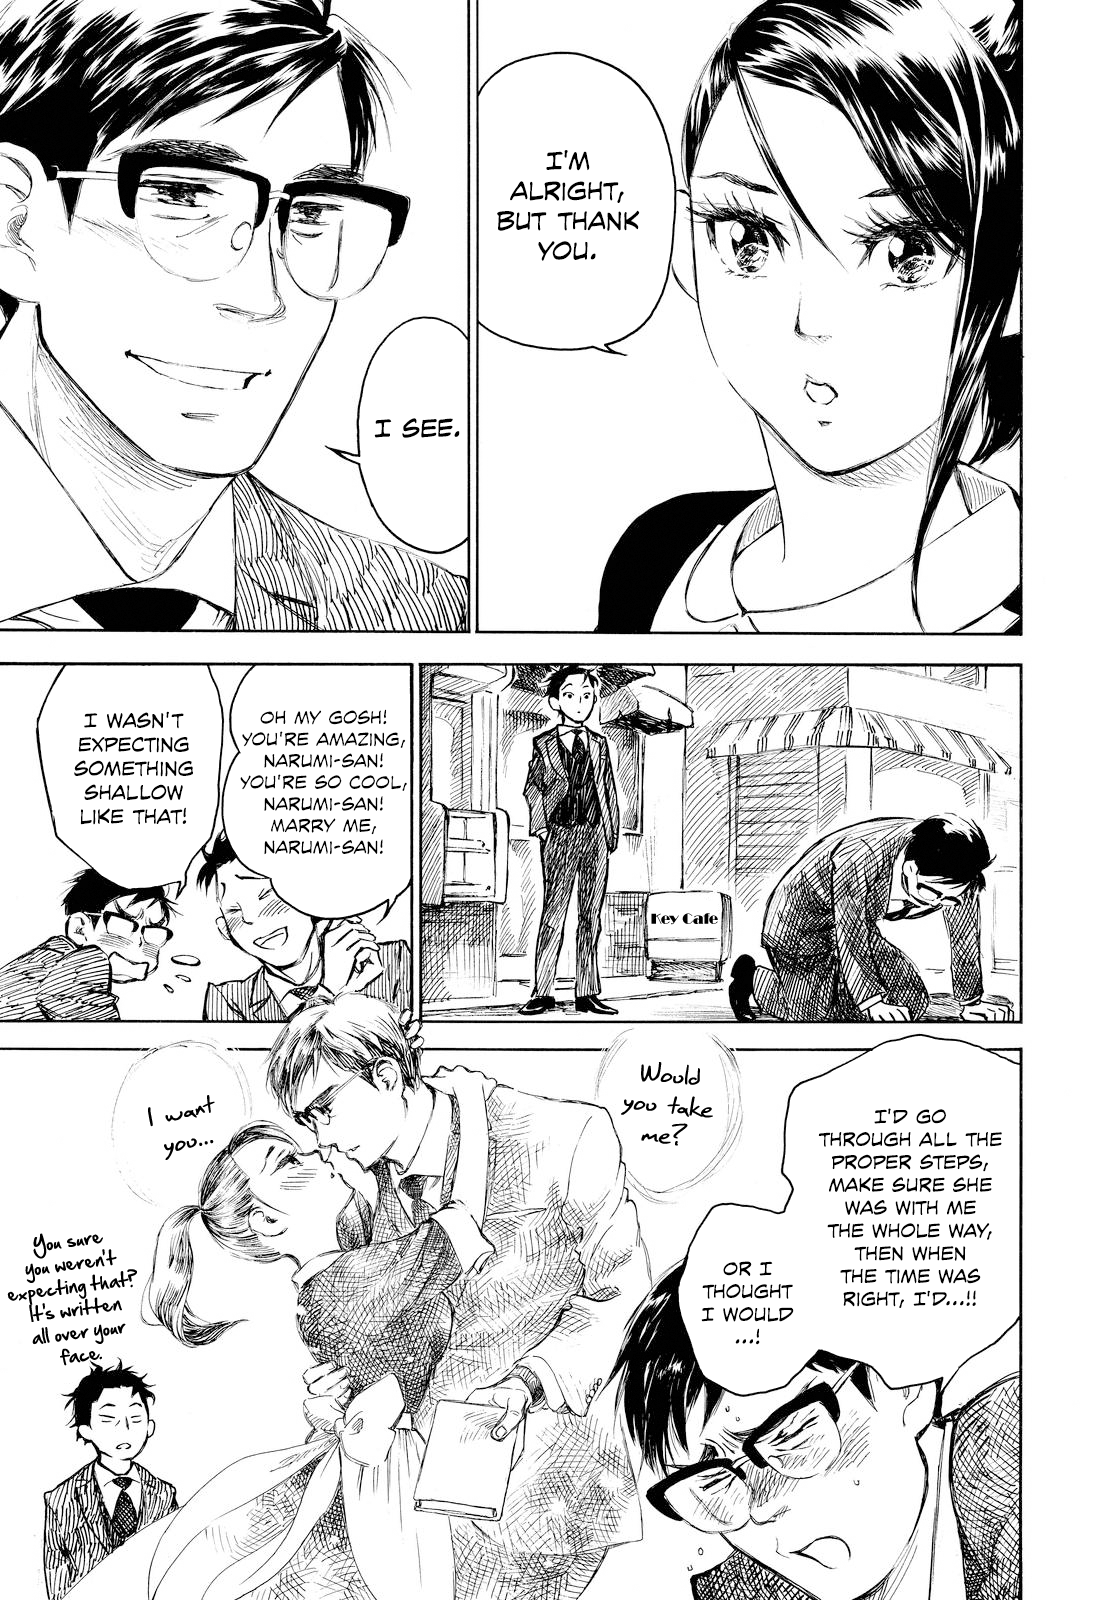 I'M
ALRIGHT,
BUT THANK
YOU.
I SEE.
Key Cafe
OH MY GOSH!
YOU'RE AMAZING,
NARUMI-SAN!
YOU'RE SO COOL,
NARUMI-SAN!
MARRY ME,
NARUMI-SAN!
I WASN'T
EXPECTING
SOMETHING
SHALLOW
LIKE THAT!
I'D GO
THROUGH ALL THE
PROPER STEPS,
MAKE SURE SHE
WAS WITH ME
THE WHOLE WAY,
THEN WHEN
THE TIME WAS
RIGHT, I'D...!!
OR I
THOUGHT
I WOULD
...!
Would
you take
me?
I want
you...
You sure
you weren't
expecting that?
It's written
all over your
face.